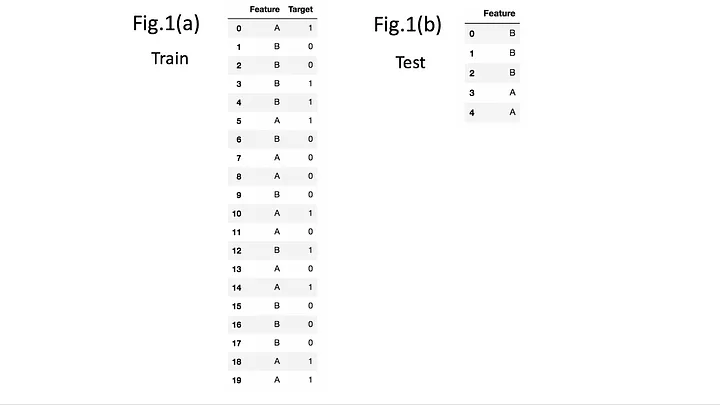 Fig.1(a)
Train
Feature Target
0 A 1
1 B 0
2 B 0
3 B 1
4 B 1
5 A 1
6 B 0
7 A 0
8 A 0
9 B 0
10 A 1
11 A 0
12 B 1
13 A 0
14 A 1
15 B 0
16 B 0
17 B 0
18 A 1
19 A 1
Fig.1(b)
Test
Feature
0 B
1 B
2 B
3 A
4 A